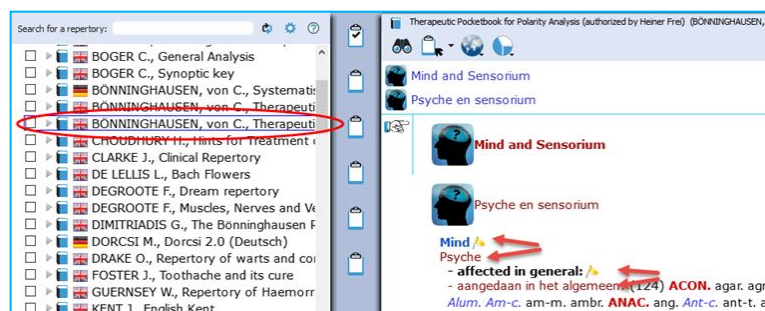 Search for a repertory:
BOGER C., General Analysis
BOGER C., Synoptic key
BÖNNINGHAUSEN, von C., Systematis
BÖNNINGHAUSEN, von C., Therapeuti
BÖNNINGHAUSEN, von C., Therapeuti
CHOUDHURY H., Hints for Treatment
CLARKE J., Clinical Repertory
DE LELLIS L., Bach Flowers
DEGROOTE F., Dream repertory
DEGROOTE F., Muscles, Nerves and Ve
DIMITRIADIS G., The Bönninghausen
DORCSI M., Dorcsi 2.0 (Deutsch)
DRAKE O., Repertory of warts and
FOSTER J., Toothache and its cure
GUERNSEY W., Repertory of Haemorr
KENT J., English Kent
Therapeutic Pocketbook for Polarity Analysis (authorized by Heiner Frei) (BÖNNINGHAUSEN,
Mind and Sensorium
Psyche en sensorium
Mind and Sensorium
Psyche en sensorium
Mind
Psyche
- affected in general:
- aangedaan in het algemeen: (124) ACON. agar.
Alum. Am-c. am-m. ambr. ANAC. ang. Ant-c. ant-t.